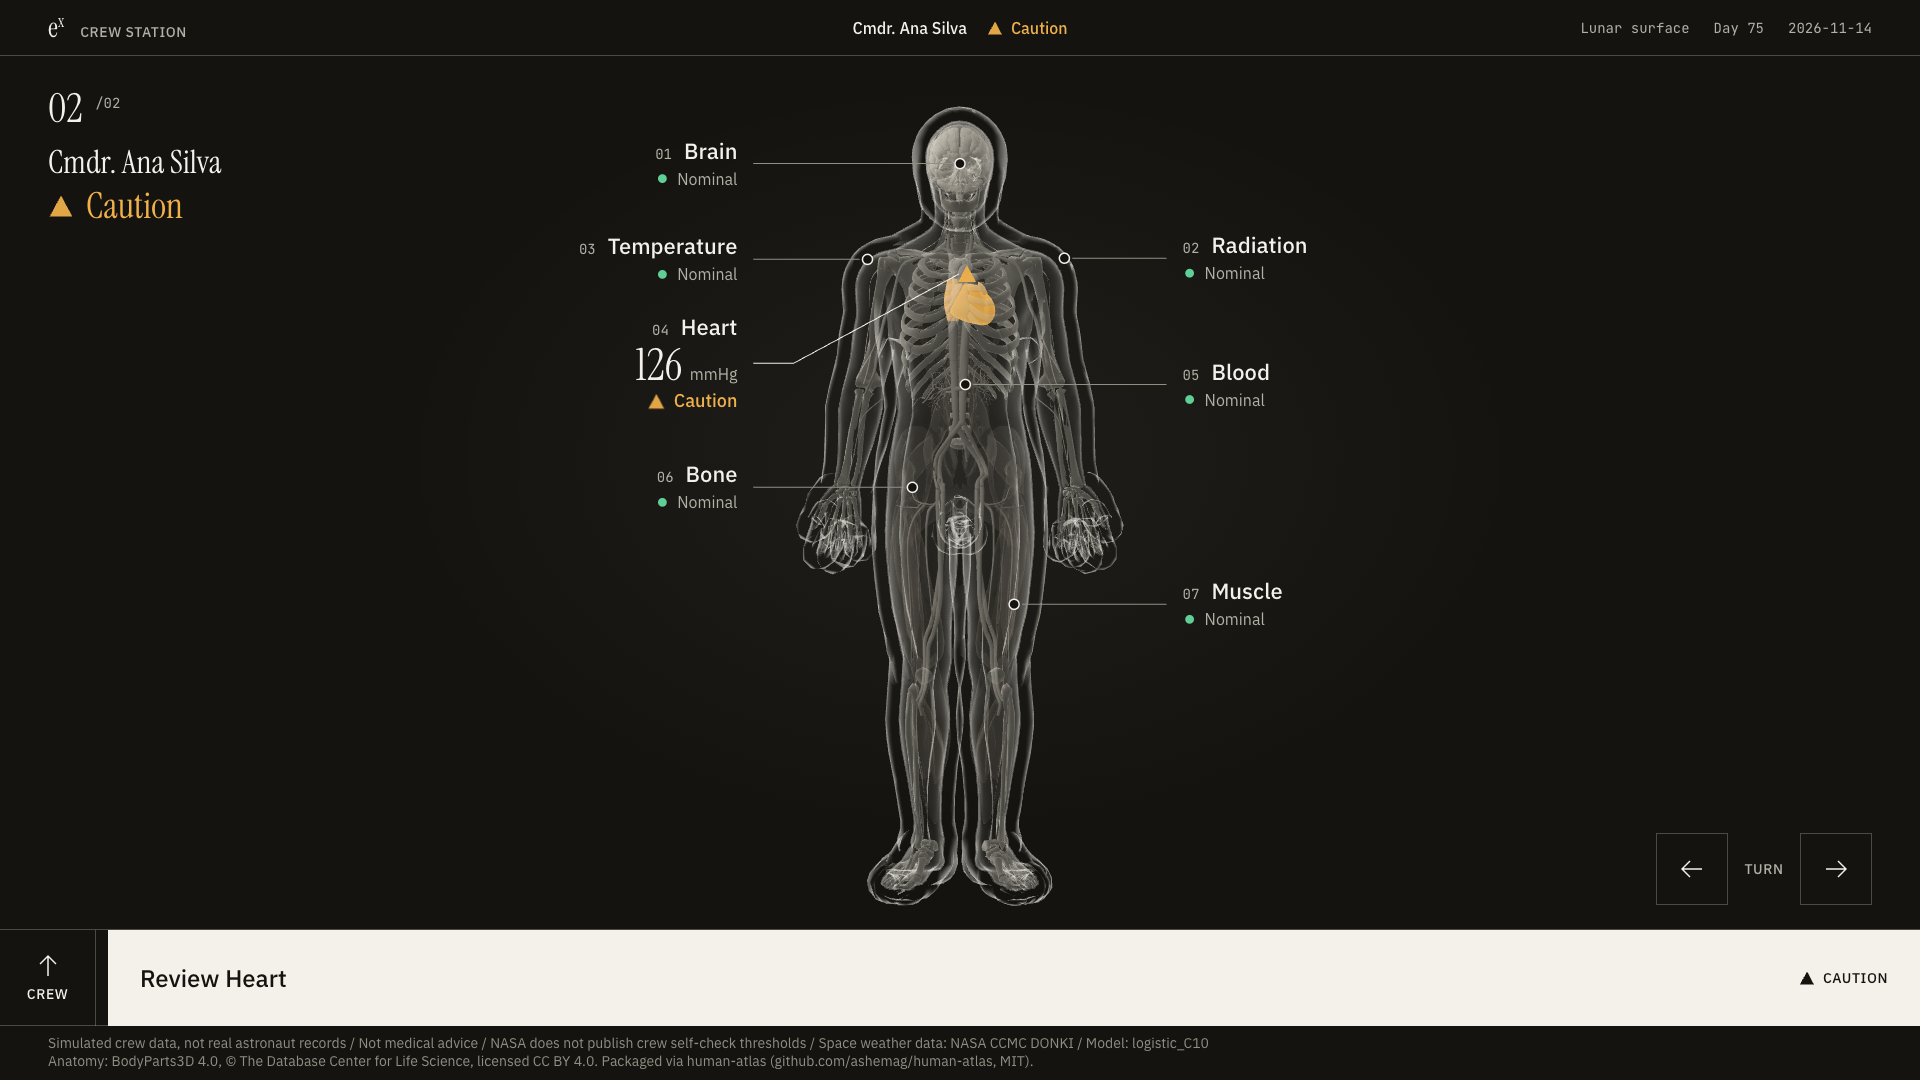 eˣ CREW STATION
Cmdr. Ana Silva ▲ Caution
Lunar surface Day 75 2026-11-14
02 /02
Cmdr. Ana Silva
▲ Caution
01 Brain
Nominal
03 Temperature
Nominal
02 Radiation
Nominal
04 Heart
126 mmHg
▲ Caution
05 Blood
Nominal
06 Bone
Nominal
07 Muscle
Nominal
← TURN →
↑
CREW
Review Heart
▲ CAUTION
Simulated crew data, not real astronaut records / Not medical advice / NASA does not publish crew self-check thresholds / Space weather data: NASA CCMC DONKI / Model: logistic_C10
Anatomy: BodyParts3D 4.0, © The Database Center for Life Science, licensed CC BY 4.0. Packaged via human-atlas (github.com/ashemag/human-atlas, MIT).